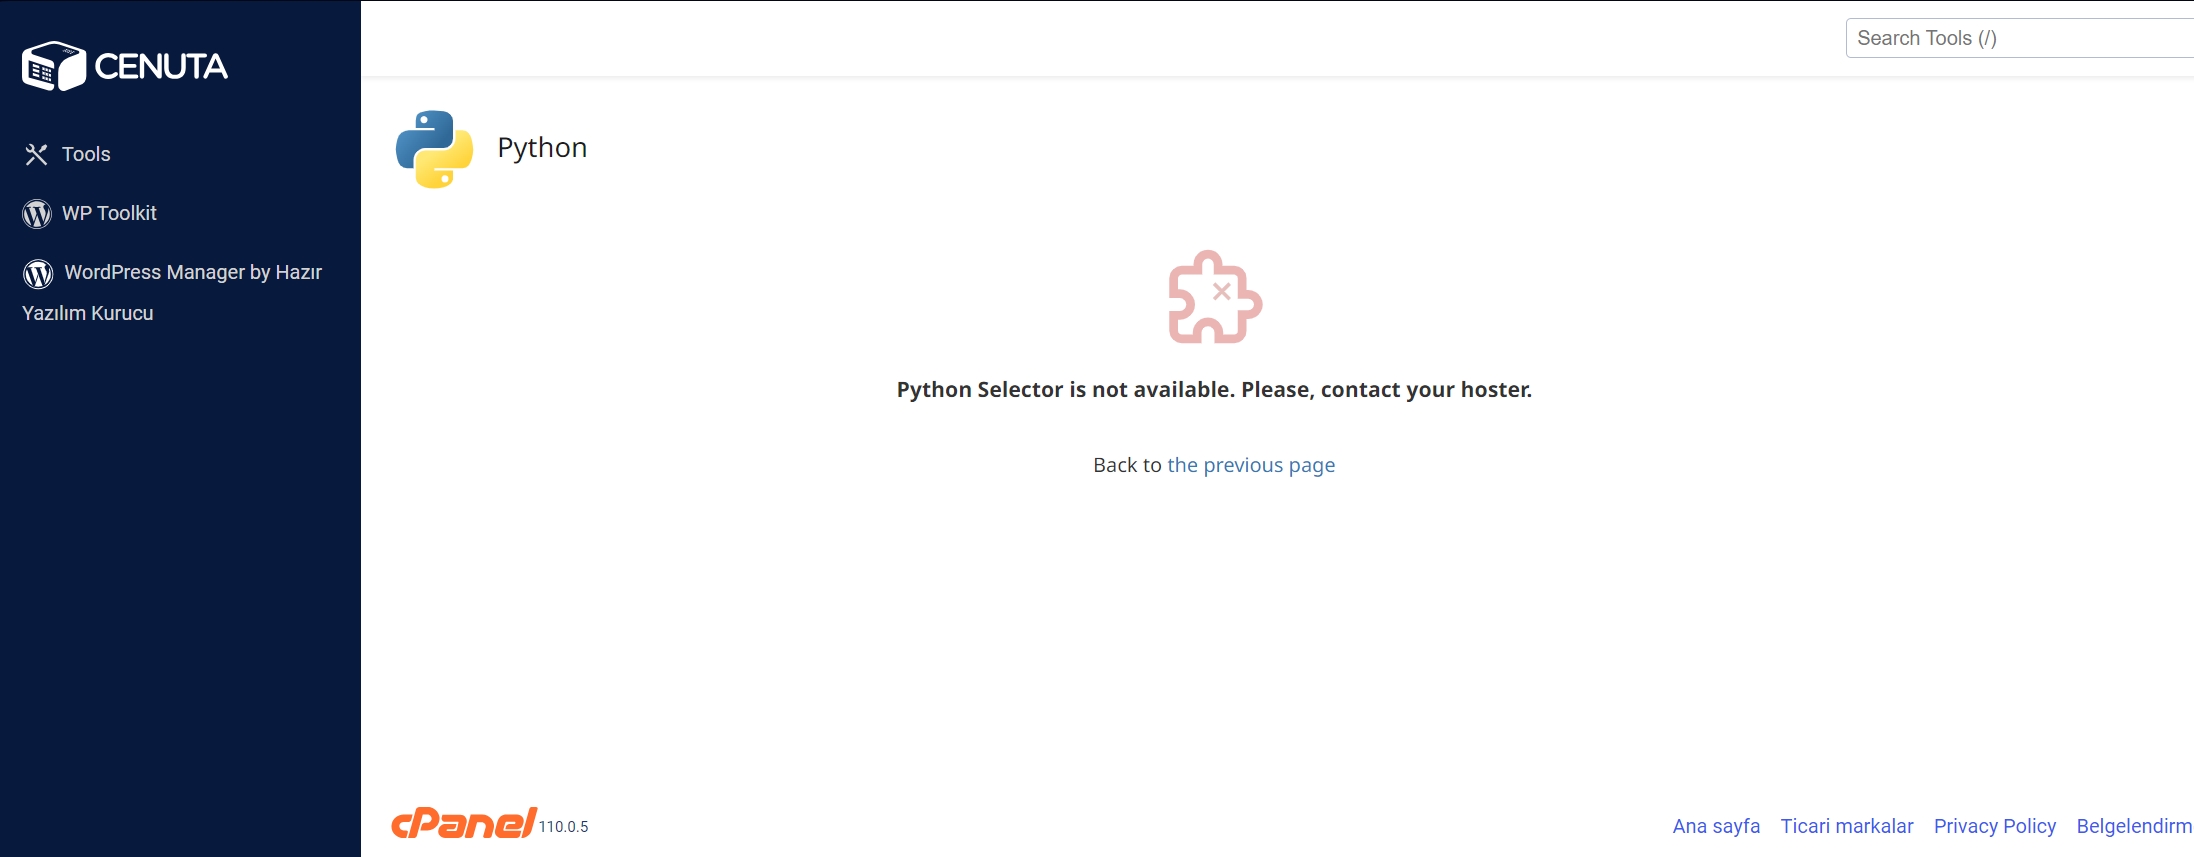 CENUTA
Search Tools (/)
Tools
WP Toolkit
WordPress Manager by Hazır
Yazılım Kurucu
Python
Python Selector is not available. Please, contact your hoster.
Back to the previous page
cPanel 110.0.5
Ana sayfa Ticari markalar Privacy Policy Belgelendirm